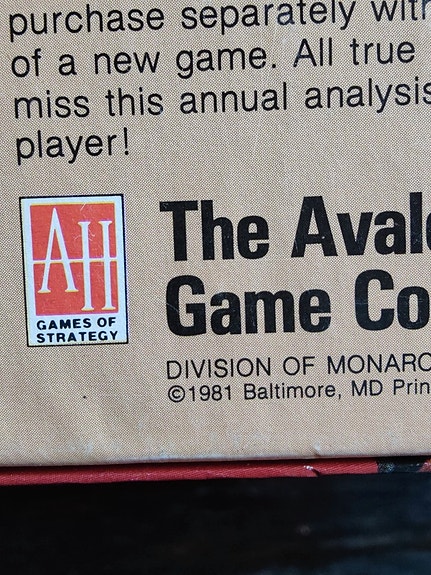 purchase separately with
of a new game. All true
miss this annual analysis
player!
AH
GAMES OF
STRATEGY
The Aval
Game Co
DIVISION OF MONARC
©1981 Baltimore, MD Prin